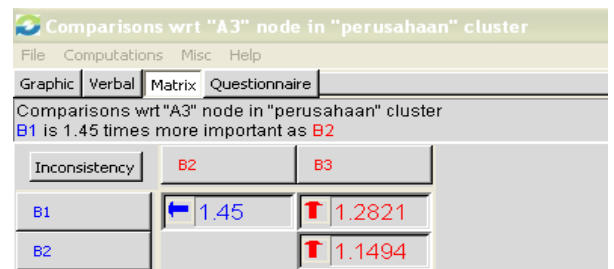 Comparisons wrt "A3" node in "perusahaan" cluster
File Computations Misc Help
Graphic Verbal Matrix Questionnaire
Comparisons wrt "A3" node in "perusahaan" cluster
B1 is 1.45 times more important as B2
Inconsistency B2 B3
B1 1.45 1.2821
B2 1.1494